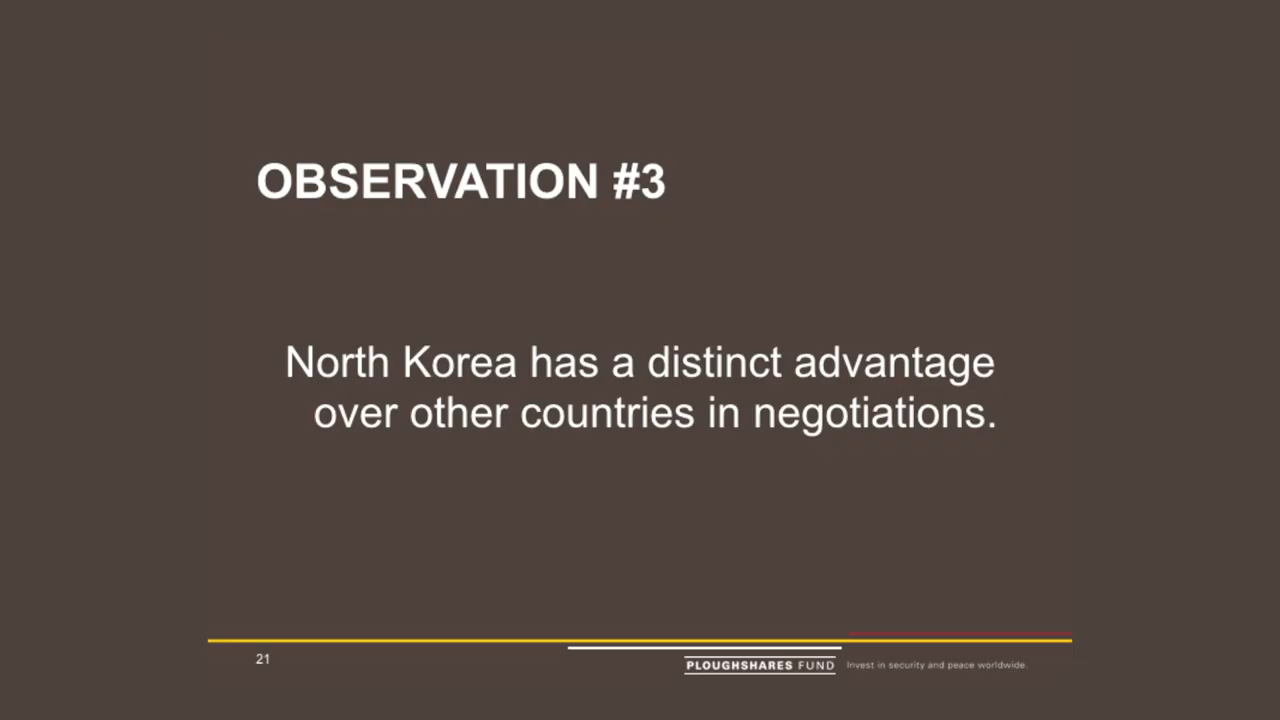 OBSERVATION #3
North Korea has a distinct advantage
over other countries in negotiations.
21
PLOUGHSHARES FUND Invest in security and peace worldwide.